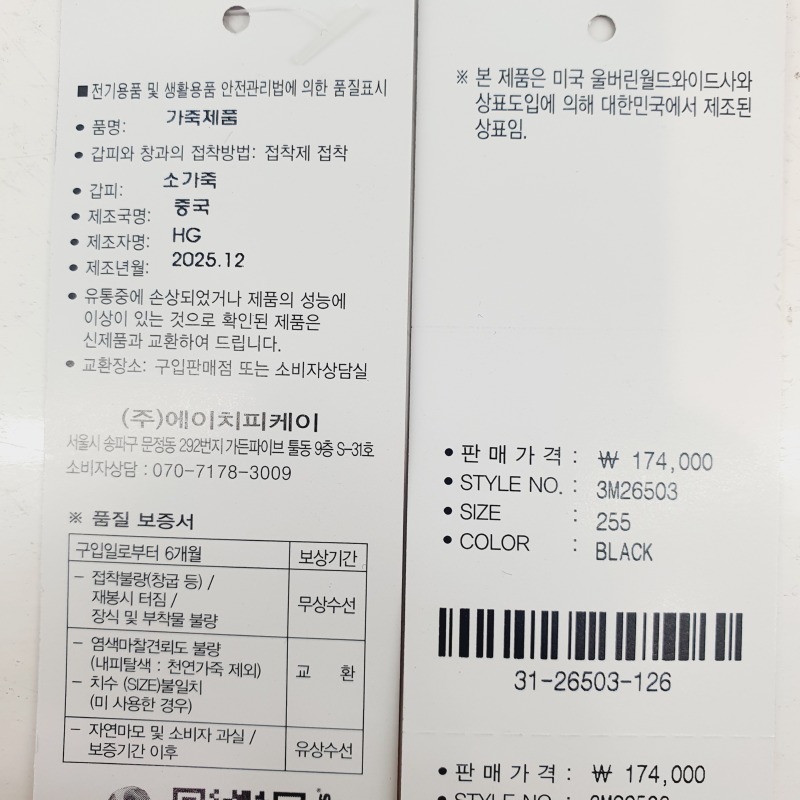 ■전기용품 및 생활용품 안전관리법에 의한 품질표시
• 품명: 가죽제품
• 갑피와 창과의 접착방법: 접착제 접착
• 갑피: 소가죽
• 제조국명: 중국
• 제조자명: HG
• 제조년월: 2025.12
• 유통중에 손상되었거나 제품의 성능에
이상이 있는 것으로 확인된 제품은
신제품과 교환하여 드립니다.
• 교환장소: 구입판매점 또는 소비자상담실
(주)에이치피케이
서울시 송파구 문정동 292번지 가든파이브 툴동 9층 S-31호
소비자상담 : 070-7178-3009
※ 품질 보증서
구입일로부터 6개월 보상기간
- 접착불량(창굽 등) /
재봉시 터짐 /
장식 및 부착물 불량
무상수선
- 염색마찰견뢰도 불량
(내피탈색 : 천연가죽 제외)
- 치수 (SIZE)불일치
(미 사용한 경우)
교 환
- 자연마모 및 소비자 과실 /
보증기간 이후
유상수선
※ 본 제품은 미국 울버린월드와이드사와
상표도입에 의해 대한민국에서 제조된
상표임.
• 판매가격 : ₩ 174,000
• STYLE NO. : 3M26503
• SIZE : 255
• COLOR : BLACK
31-26503-126
• 판매가격 : ₩ 174,000
• STYLE NO. : 3M26503